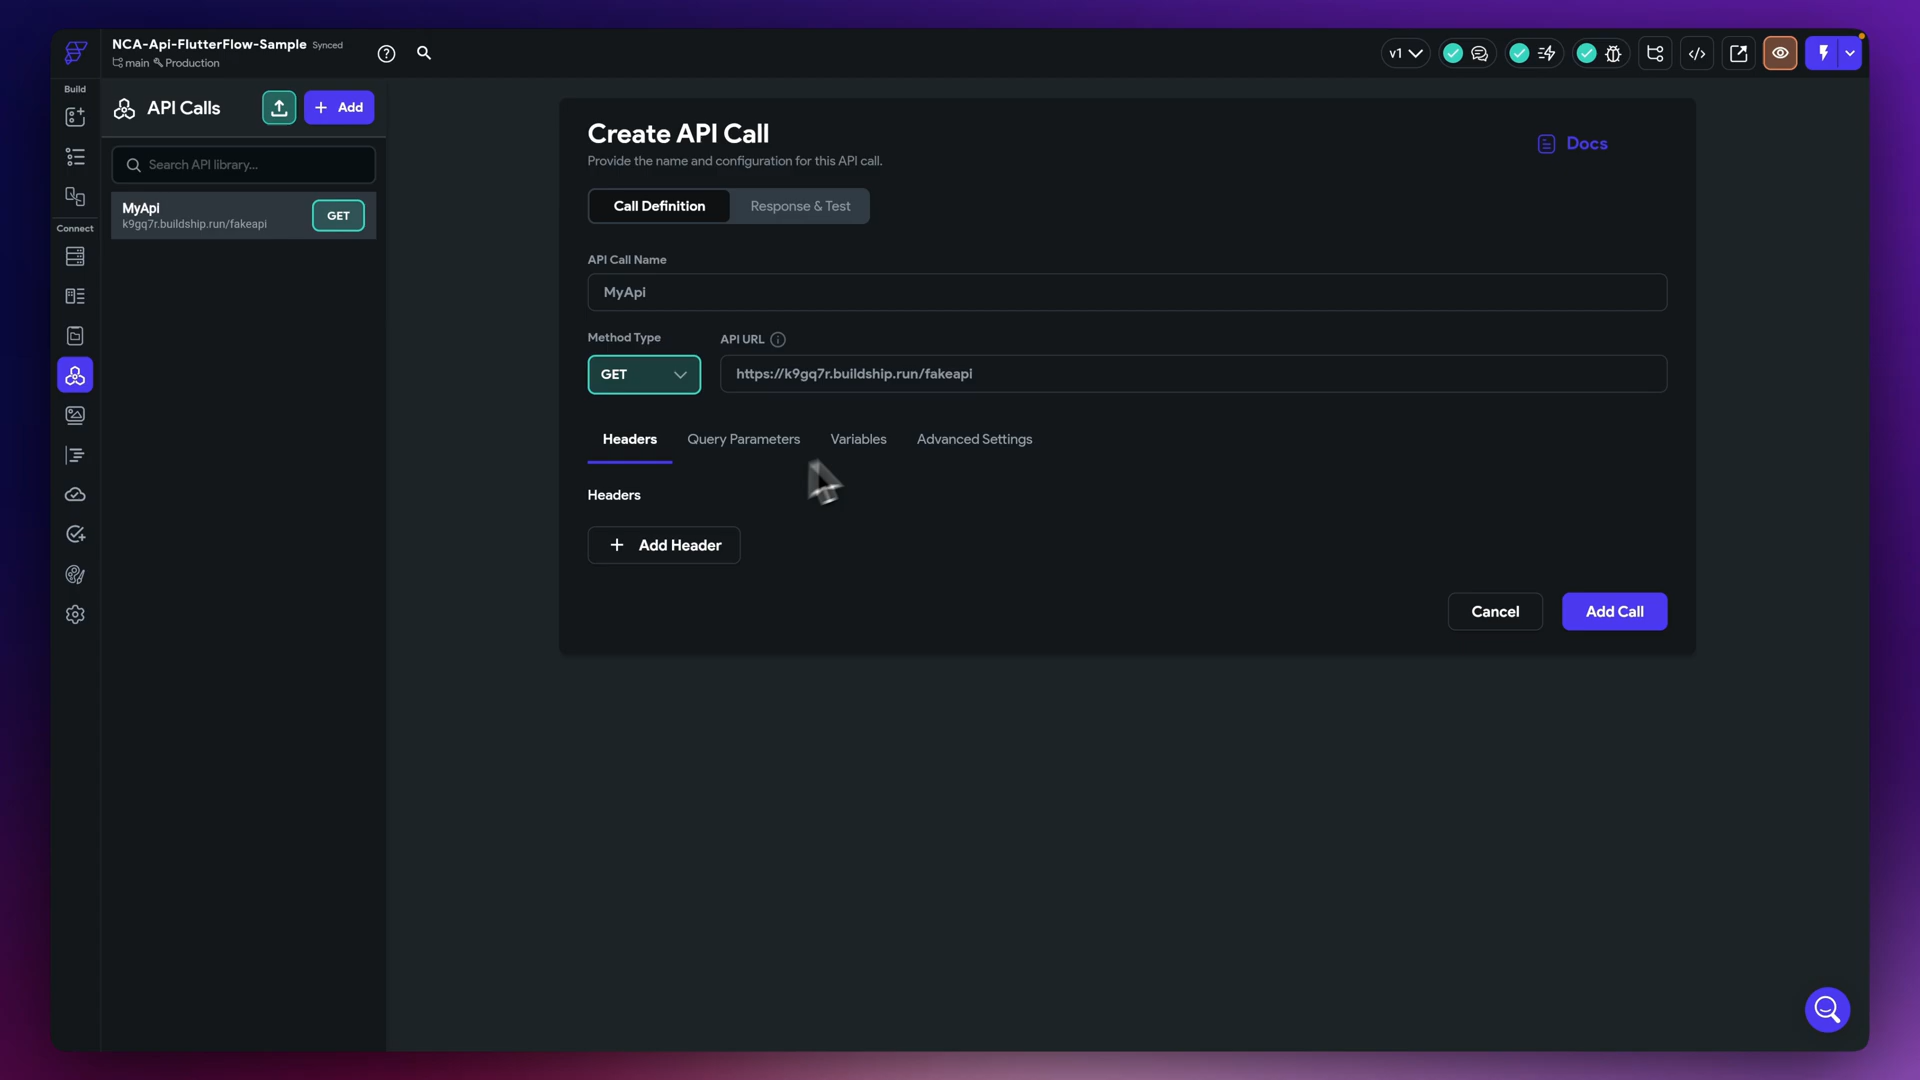 NCA-Api-FlutterFlow-Sample Synced
main Production
v1
Build
API Calls
Add
Search API library...
MyApi
k9gq7r.buildship.run/fakeapi
GET
Connect
Create API Call
Provide the name and configuration for this API call.
Docs
Call Definition
Response & Test
API Call Name
MyApi
Method Type
API URL
GET
https://k9gq7r.buildship.run/fakeapi
Headers
Query Parameters
Variables
Advanced Settings
Headers
+ Add Header
Cancel
Add Call